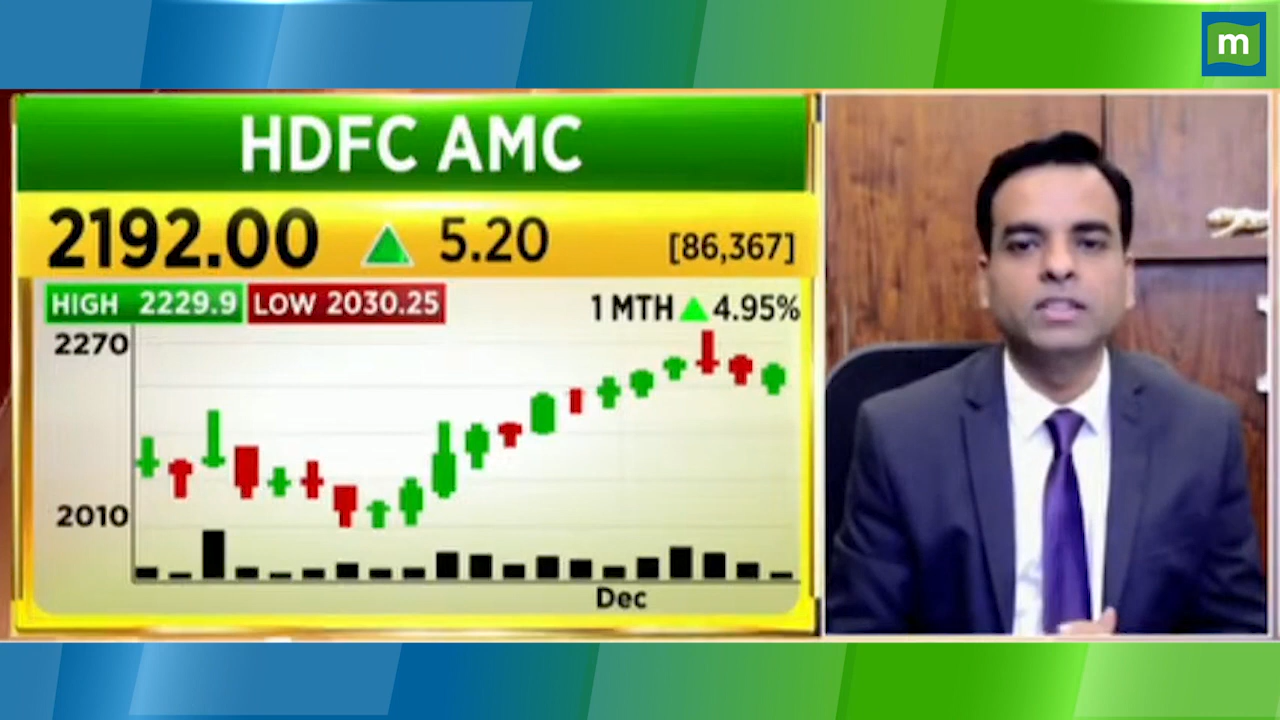 m
HDFC AMC
2192.00 ▲ 5.20 [86,367]
HIGH 2229.9 LOW 2030.25 1 MTH ▲ 4.95%
2270
2010
Dec